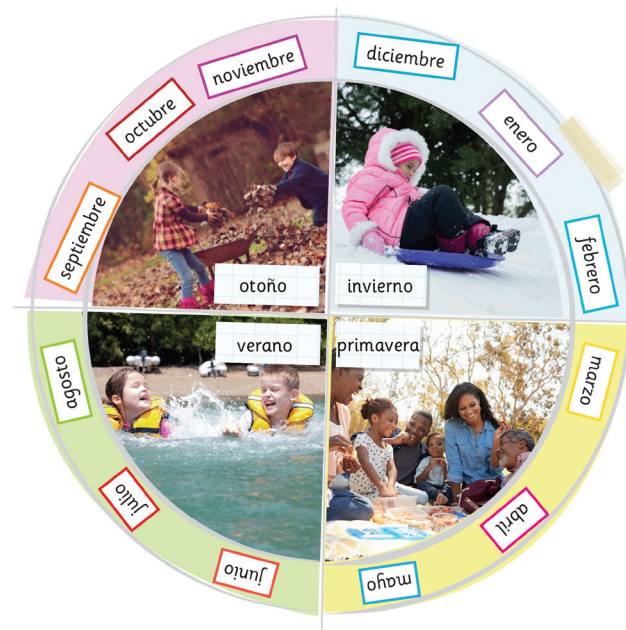 diciembre
enero
febrero
marzo
abril
mayo
junio
julio
agosto
septiembre
octubre
noviembre
otoño
invierno
verano
primavera